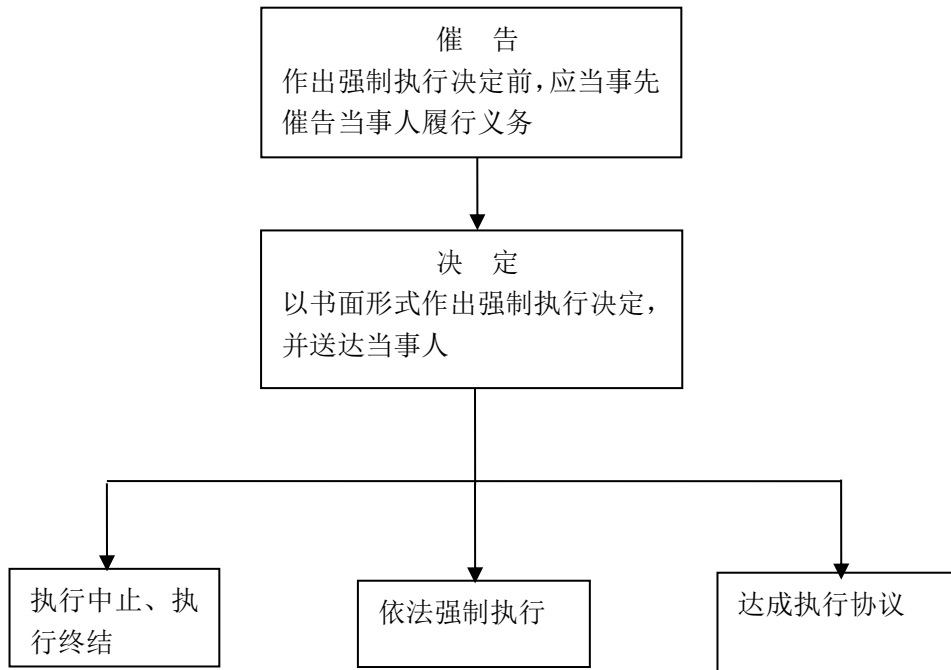 催 告
作出强制执行决定前，应当事先
催告当事人履行义务
决 定
以书面形式作出强制执行决定，
并送达当事人
执行中止、执
行终结
依法强制执行
达成执行协议